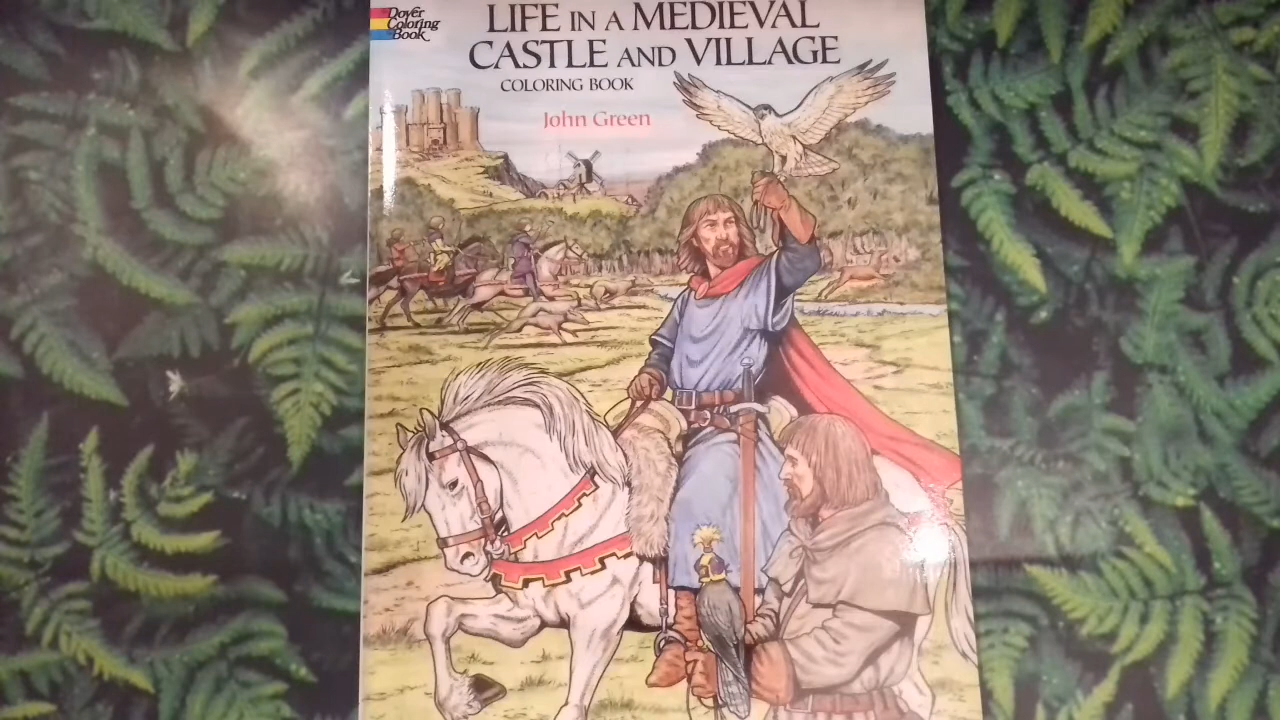 Dover
Coloring
Book
LIFE IN A MEDIEVAL
CASTLE AND VILLAGE
COLORING BOOK
John Green